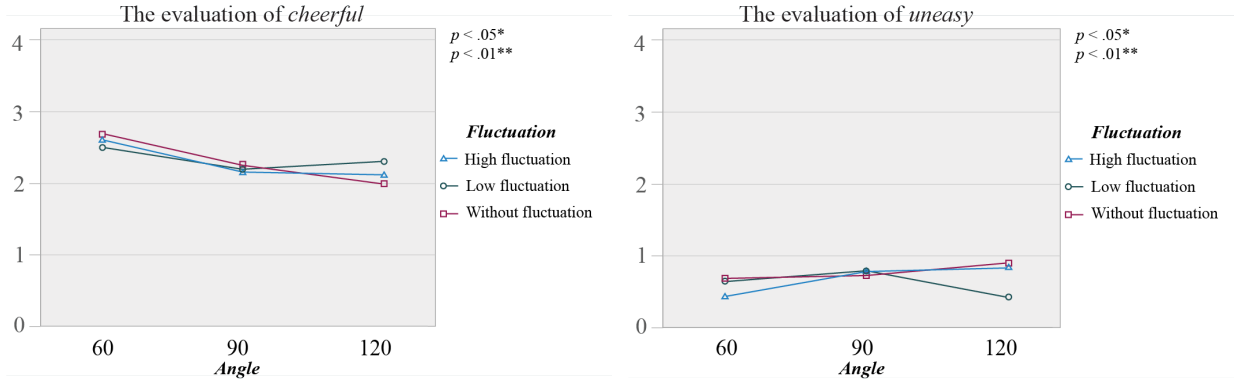 The evaluation of cheerful
p < .05*
p < .01**
4
3
2
1
0
60 90 120
Angle
Fluctuation
High fluctuation
Low fluctuation
Without fluctuation
The evaluation of uneasy
p < .05*
p < .01**
4
3
2
1
0
60 90 120
Angle
Fluctuation
High fluctuation
Low fluctuation
Without fluctuation